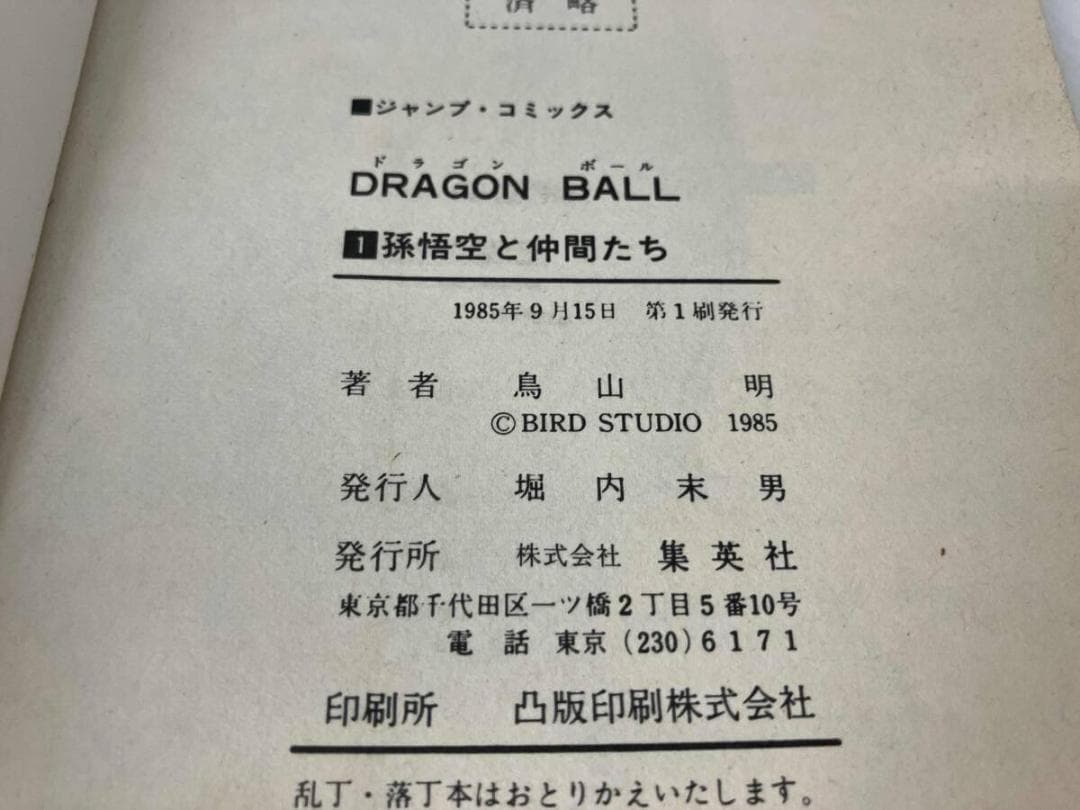 済　略
■ジャンプ・コミックス
ドラゴン　ボール
DRAGON BALL
1 孫悟空と仲間たち
1985年9月15日　第1刷発行
著者　鳥山　明
©BIRD STUDIO 1985
発行人　堀内末男
発行所　株式会社　集英社
東京都千代田区一ツ橋2丁目5番10号
電話　東京(230)6171
印刷所　凸版印刷株式会社
乱丁・落丁本はおとりかえいたします。